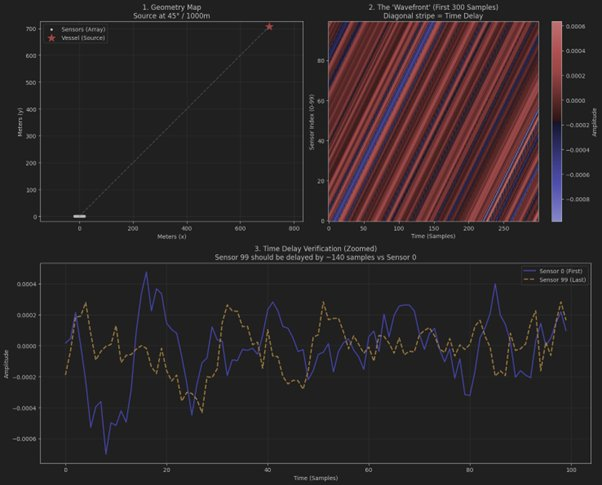 1. Geometry Map
Source at 45° / 1000m
Sensors (Array)
Vessel (Source)
700
600
500
400
300
200
100
0
Meters (y)
0
200
400
600
800
Meters (x)
2. The 'Wavefront' (First 300 Samples)
Diagonal stripe = Time Delay
80
60
40
20
0
Sensor Index (0-99)
0
50
100
150
200
250
Time (Samples)
0.0006
0.0004
0.0002
0.0000
−0.0002
−0.0004
−0.0006
−0.0008
Amplitude
3. Time Delay Verification (Zoomed)
Sensor 99 should be delayed by ~140 samples vs Sensor 0
Sensor 0 (First)
Sensor 99 (Last)
0.0004
0.0002
0.0000
−0.0002
−0.0004
−0.0006
Amplitude
0
20
40
60
80
100
Time (Samples)